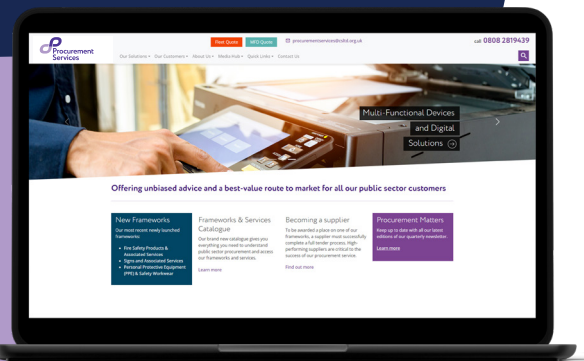 Procurement
Services
Fleet Quote
MFD Quote
procurementservices@csltd.org.uk
call 0808 2819439
Our Solutions
Our Customers
About Us
Media Hub
Quick Links
Contact Us
Multi-Functional Devices
and Digital
Solutions
Offering unbiased advice and a best-value route to market for all our public sector customers
New Frameworks
Our most recent newly launched
frameworks:
Fire Safety Products &
Associated Services
Signs and Associated Services
Personal Protective Equipment
(PPE) & Safety Workwear
Frameworks & Services
Catalogue
Our brand new catalogue gives you
everything you need to understand
public sector procurement and access
our frameworks and services.
Learn more
Becoming a supplier
To be awarded a place on one of our
frameworks, a supplier must successfully
complete a full tender process. High-
performing suppliers are critical to the
success of our procurement service.
Find out more
Procurement Matters
Keep up to date with all our latest
editions of our quarterly newsletter.
Learn more